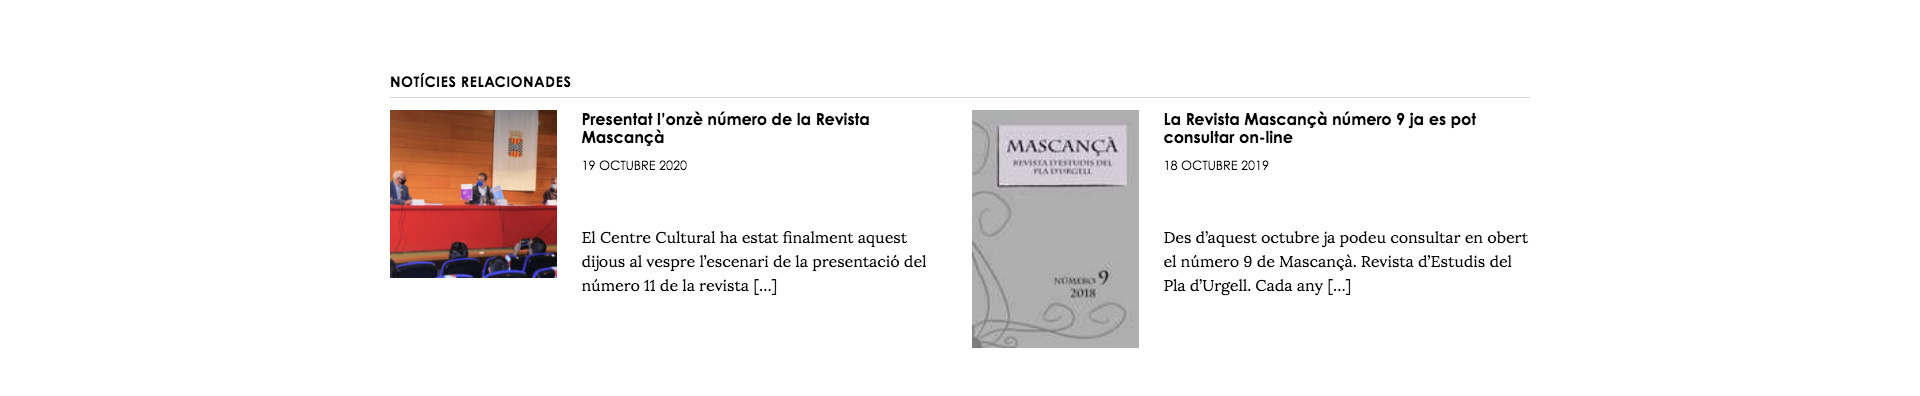 NOTÍCIES RELACIONADES
Presentat l’onzè número de la Revista
Mascançà
19 OCTUBRE 2020
El Centre Cultural ha estat finalment aquest
dijous al vespre l’escenari de la presentació del
número 11 de la revista [...]
MASCANÇÀ
REVISTA D'ESTUDIS DEL
PLA D'URGELL
NÚMERO 9
2018
La Revista Mascançà número 9 ja es pot
consultar on-line
18 OCTUBRE 2019
Des d’aquest octubre ja podeu consultar en obert
el número 9 de Mascançà. Revista d’Estudis del
Pla d’Urgell. Cada any [...]